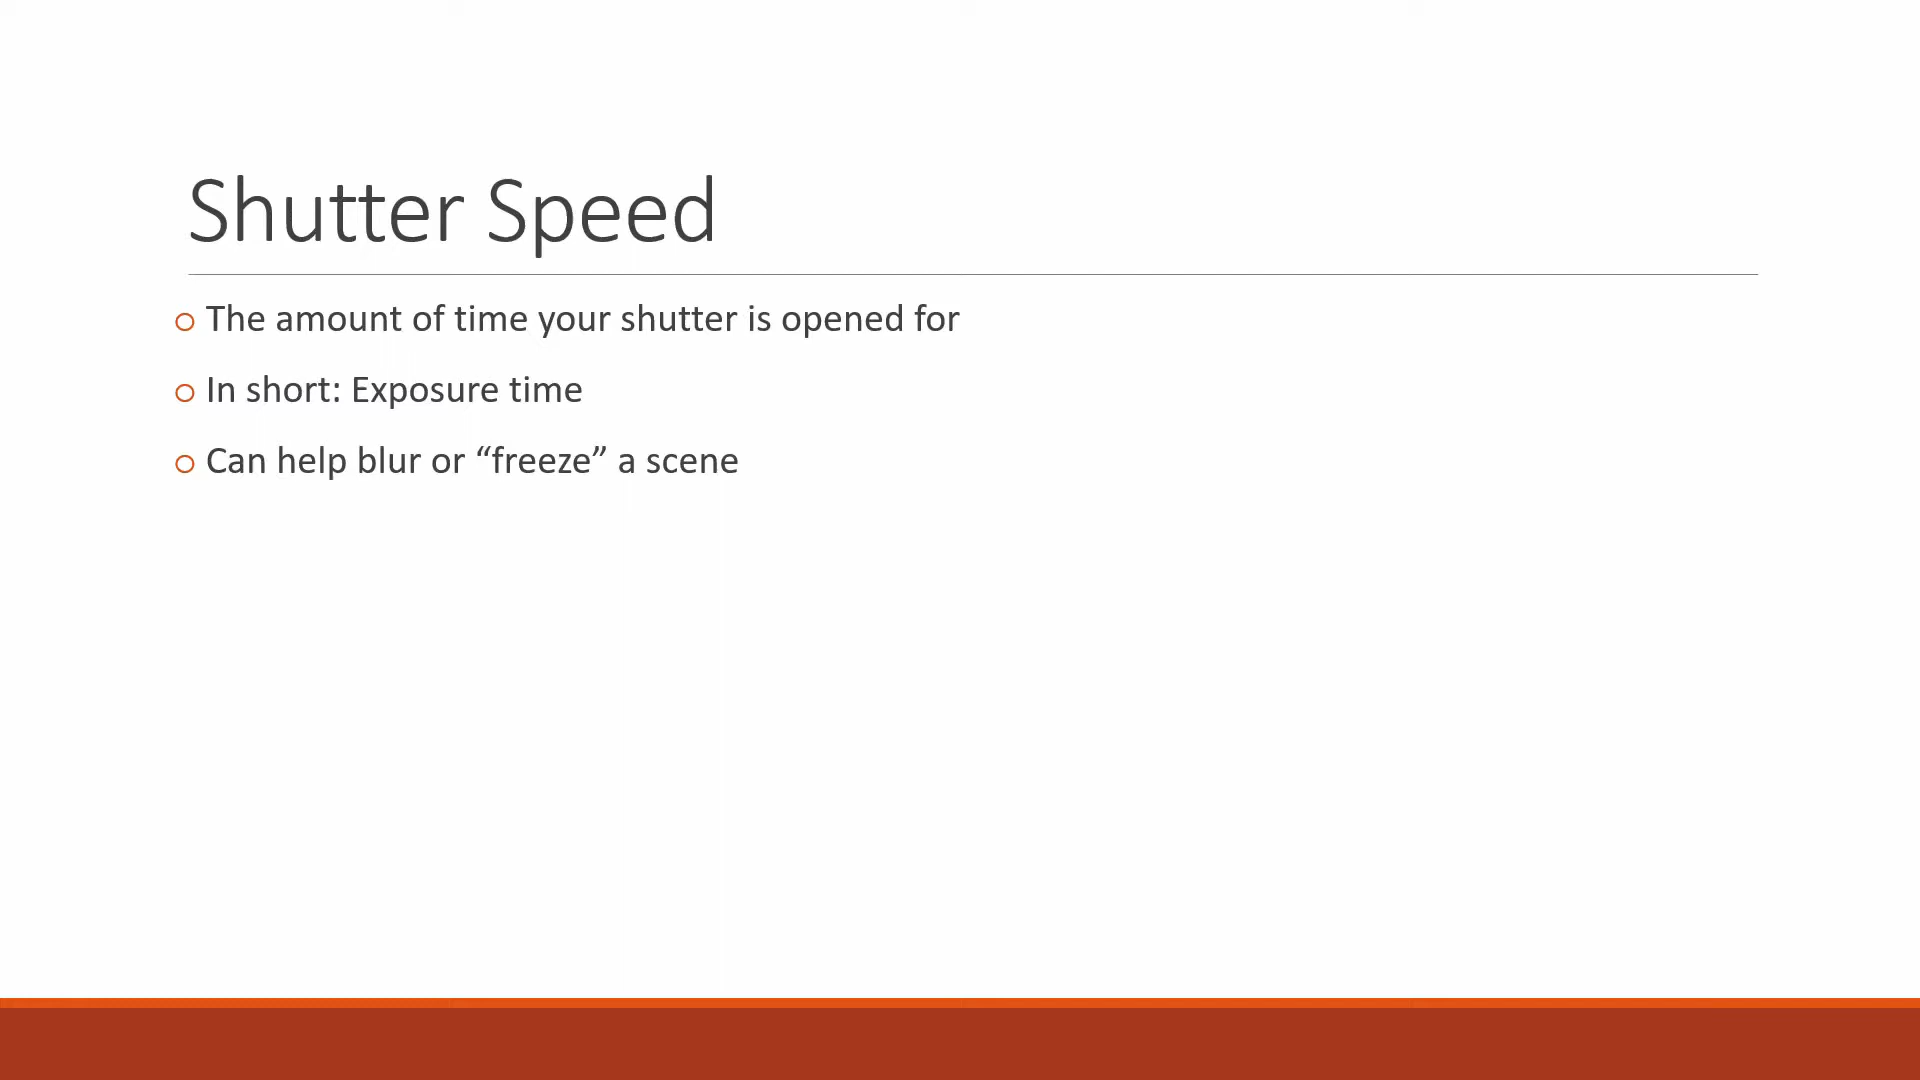 Shutter Speed
The amount of time your shutter is opened for
In short: Exposure time
Can help blur or “freeze” a scene